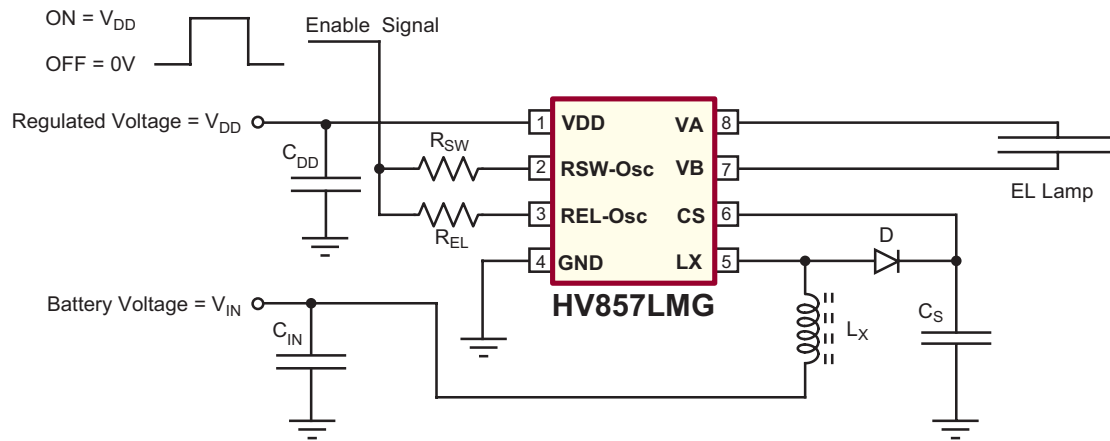 ON = VDD
Enable Signal
OFF = 0V
Regulated Voltage = VDD
CDD
RSW
REL
1 VDD
2 RSW-Osc
3 REL-Osc
4 GND
VA 8
VB 7
CS 6
LX 5
HV857LMG
EL Lamp
D
Battery Voltage = VIN
CIN
LX
CS